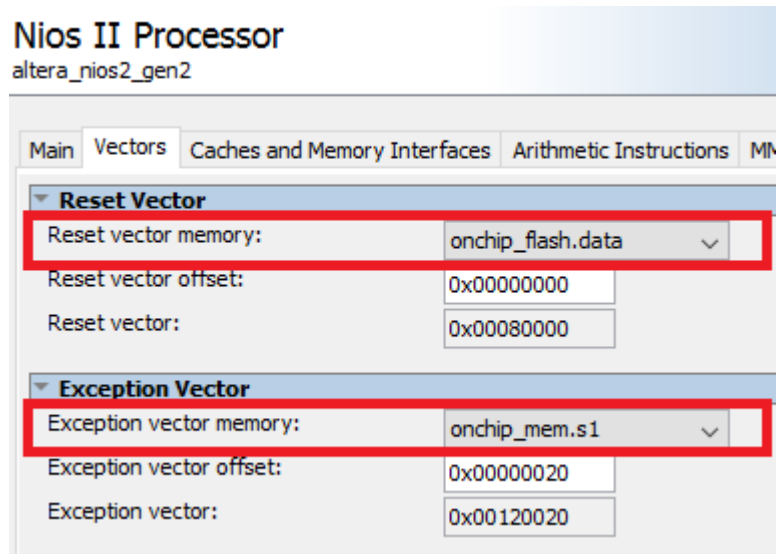 Nios II Processor
altera_nios2_gen2
Main Vectors Caches and Memory Interfaces Arithmetic Instructions
Reset Vector
Reset vector memory: onchip_flash.data
Reset vector offset: 0x00000000
Reset vector: 0x00080000
Exception Vector
Exception vector memory: onchip_mem.s1
Exception vector offset: 0x00000020
Exception vector: 0x00120020